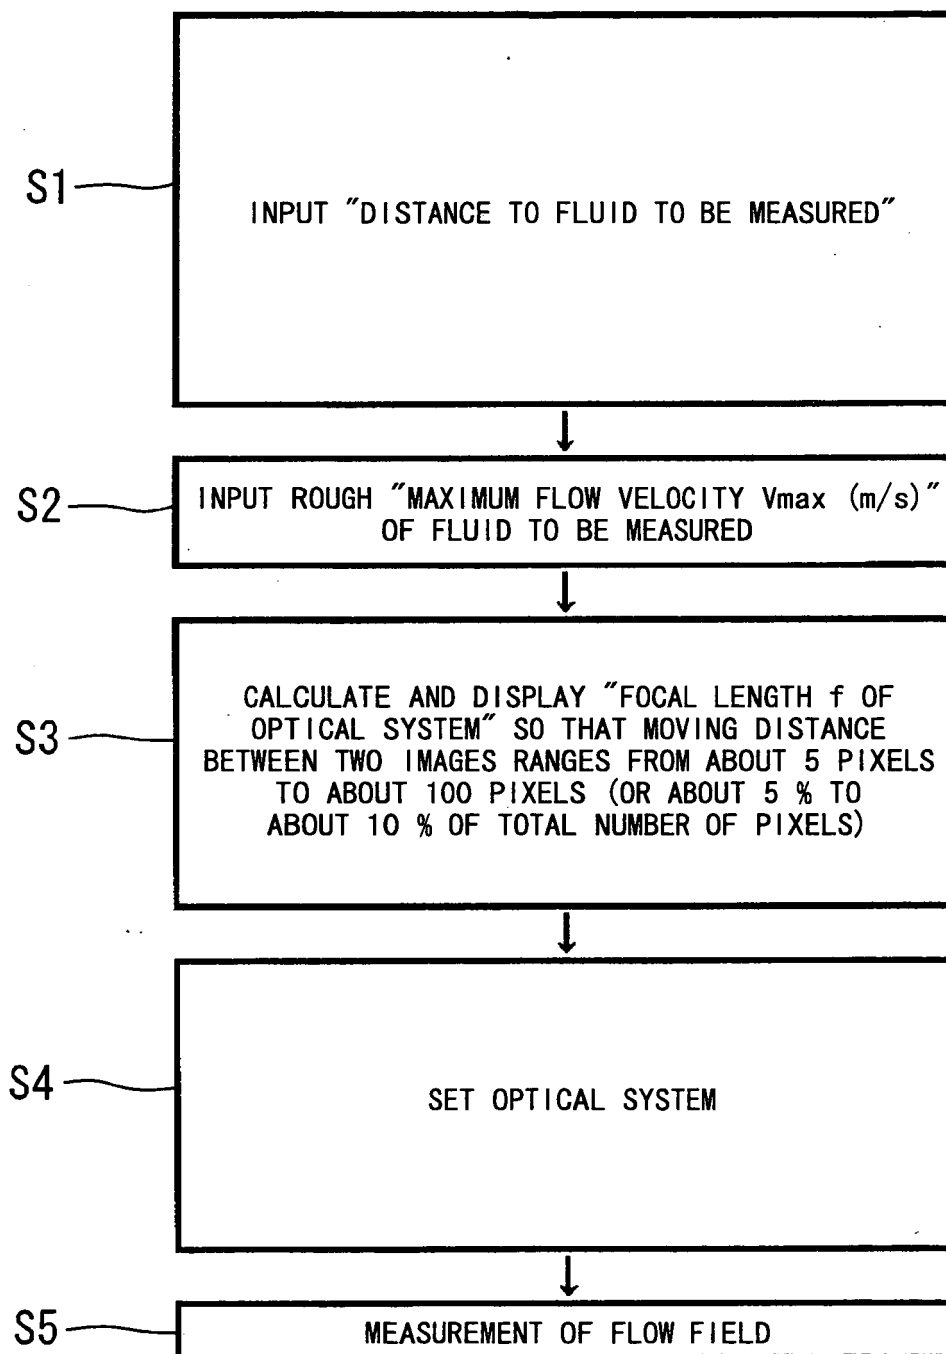 S1
INPUT "DISTANCE TO FLUID TO BE MEASURED"
S2
INPUT ROUGH "MAXIMUM FLOW VELOCITY Vmax (m/s)"
OF FLUID TO BE MEASURED
S3
CALCULATE AND DISPLAY "FOCAL LENGTH f OF
OPTICAL SYSTEM" SO THAT MOVING DISTANCE
BETWEEN TWO IMAGES RANGES FROM ABOUT 5 PIXELS
TO ABOUT 100 PIXELS (OR ABOUT 5 % TO
ABOUT 10 % OF TOTAL NUMBER OF PIXELS)
S4
SET OPTICAL SYSTEM
S5
MEASUREMENT OF FLOW FIELD